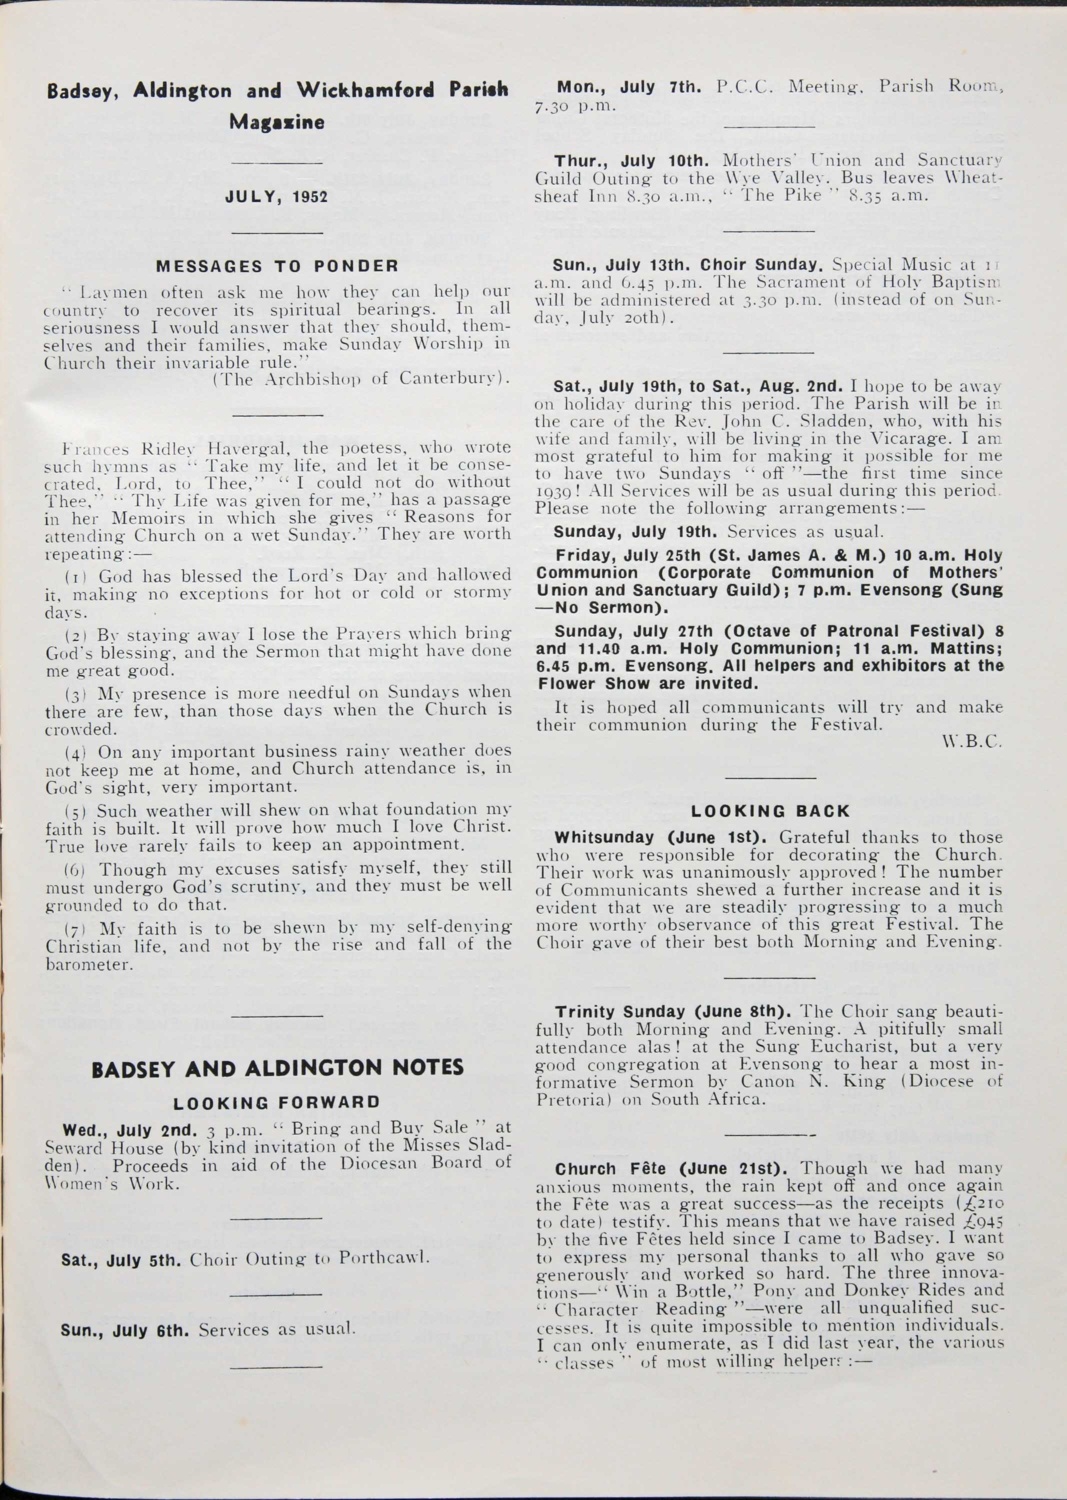 Badsey, Aldington and Wickhamford Parish
Magazine
JULY, 1952
MESSAGES TO PONDER
" Laymen often ask me how they can help our
country to recover its spiritual bearings. In all
seriousness I would answer that they should, them-
selves and their families, make Sunday Worship in
Church their invariable rule."
(The Archbishop of Canterbury).
Frances Ridley Havergal, the poetess, who wrote
such hymns as " Take my life, and let it be conse-
crated, Lord, to Thee," " I could not do without
Thee," " Thy Life was given for me," has a passage
in her Memoirs in which she gives " Reasons for
attending Church on a wet Sunday." They are worth
repeating :—
(1) God has blessed the Lord's Day and hallowed
it, making no exceptions for hot or cold or stormy
days.
(2) By staying away I lose the Prayers which bring
God's blessing, and the Sermon that might have done
me great good.
(3) My presence is more needful on Sundays when
there are few, than those days when the Church is
crowded.
(4) On any important business rainy weather does
not keep me at home, and Church attendance is, in
God's sight, very important.
(5) Such weather will shew on what foundation my
faith is built. It will prove how much I love Christ.
True love rarely fails to keep an appointment.
(6) Though my excuses satisfy myself, they still
must undergo God's scrutiny, and they must be well
grounded to do that.
(7) My faith is to be shewn by my self-denying
Christian life, and not by the rise and fall of the
barometer.
BADSEY AND ALDINGTON NOTES
LOOKING FORWARD
Wed., July 2nd. 3 p.m. " Bring and Buy Sale " at
Seward House (by kind invitation of the Misses Slad-
den). Proceeds in aid of the Diocesan Board of
Women's Work.
Sat., July 5th. Choir Outing to Porthcawl.
Sun., July 6th. Services as usual.
Mon., July 7th. P.C.C. Meeting, Parish Room,
7.30 p.m.
Thur., July 10th. Mothers' Union and Sanctuary
Guild Outing to the Wye Valley. Bus leaves Wheat-
sheaf Inn 8.30 a.m., " The Pike " 8.35 a.m.
Sun., July 13th. Choir Sunday. Special Music at 11
a.m. and 6.45 p.m. The Sacrament of Holy Baptism
will be administered at 3.30 p.m. (instead of on Sun-
day, July 20th).
Sat., July 19th, to Sat., Aug. 2nd. I hope to be away
on holiday during this period. The Parish will be in
the care of the Rev. John C. Sladden, who, with his
wife and family, will be living in the Vicarage. I am
most grateful to him for making it possible for me
to have two Sundays " off "—the first time since
1939! All Services will be as usual during this period.
Please note the following arrangements :—
Sunday, July 19th. Services as usual.
Friday, July 25th (St. James A. & M.) 10 a.m. Holy
Communion (Corporate Communion of Mothers'
Union and Sanctuary Guild); 7 p.m. Evensong (Sung
—No Sermon).
Sunday, July 27th (Octave of Patronal Festival) 8
and 11.40 a.m. Holy Communion; 11 a.m. Mattins;
6.45 p.m. Evensong. All helpers and exhibitors at the
Flower Show are invited.
It is hoped all communicants will try and make
their communion during the Festival.
W.B.C.
LOOKING BACK
Whitsunday (June 1st). Grateful thanks to those
who were responsible for decorating the Church.
Their work was unanimously approved! The number
of Communicants shewed a further increase and it is
evident that we are steadily progressing to a much
more worthy observance of this great Festival. The
Choir gave of their best both Morning and Evening.
Trinity Sunday (June 8th). The Choir sang beauti-
fully both Morning and Evening. A pitifully small
attendance alas! at the Sung Eucharist, but a very
good congregation at Evensong to hear a most in-
formative Sermon by Canon N. King (Diocese of
Pretoria) on South Africa.
Church Fête (June 21st). Though we had many
anxious moments, the rain kept off and once again
the Fête was a great success—as the receipts (£210
to date) testify. This means that we have raised £945
by the five Fêtes held since I came to Badsey. I want
to express my personal thanks to all who gave so
generously and worked so hard. The three innova-
tions—" Win a Bottle," Pony and Donkey Rides and
" Character Reading "—were all unqualified suc-
cesses. It is quite impossible to mention individuals.
I can only enumerate, as I did last year, the various
" classes " of most willing helpers :—